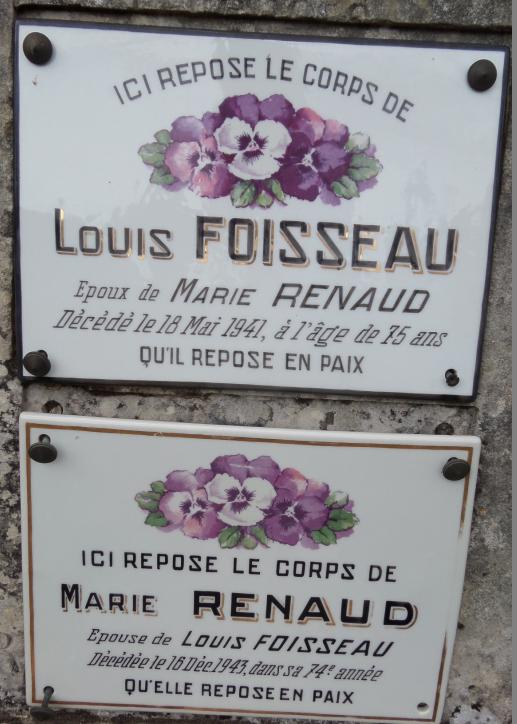 ICI REPOSE LE CORPS DE
LOUIS FOISSEAU
Epoux de MARIE RENAUD
Décèdé le 18 Mai 1941, à l'âge de 75 ans
QU'IL REPOSE EN PAIX
ICI REPOSE LE CORPS DE
MARIE RENAUD
Epouse de LOUIS FOISSEAU
Décèdée le 16 Déc. 1943, dans sa 74e année
QU'ELLE REPOSE EN PAIX